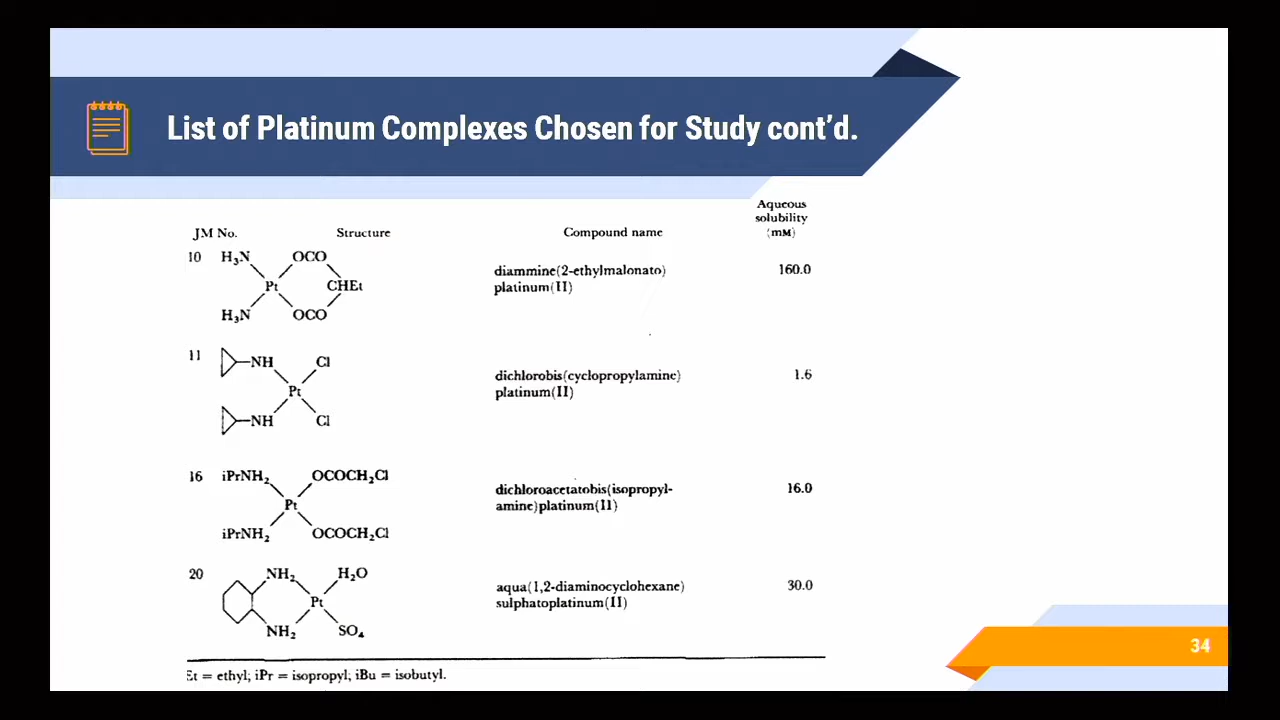 List of Platinum Complexes Chosen for Study cont'd.
Aqueous
solubility
(mM)
JM No. Structure Compound name
10 H₃N OCO
diammine(2-ethylmalonato) 160.0
Pt CHEt platinum(II)
H₃N OCO
11 NH Cl
dichlorobis(cyclopropylamine) 1.6
Pt platinum(II)
NH Cl
16 iPrNH₂ OCOCH₂Cl
dichloroacetatobis(isopropyl- 16.0
Pt amine)platinum(II)
iPrNH₂ OCOCH₂Cl
20 NH₂ H₂O
aqua(1,2-diaminocyclohexane) 30.0
Pt sulphatoplatinum(II)
NH₂ SO₄
Et = ethyl; iPr = isopropyl; iBu = isobutyl.
34